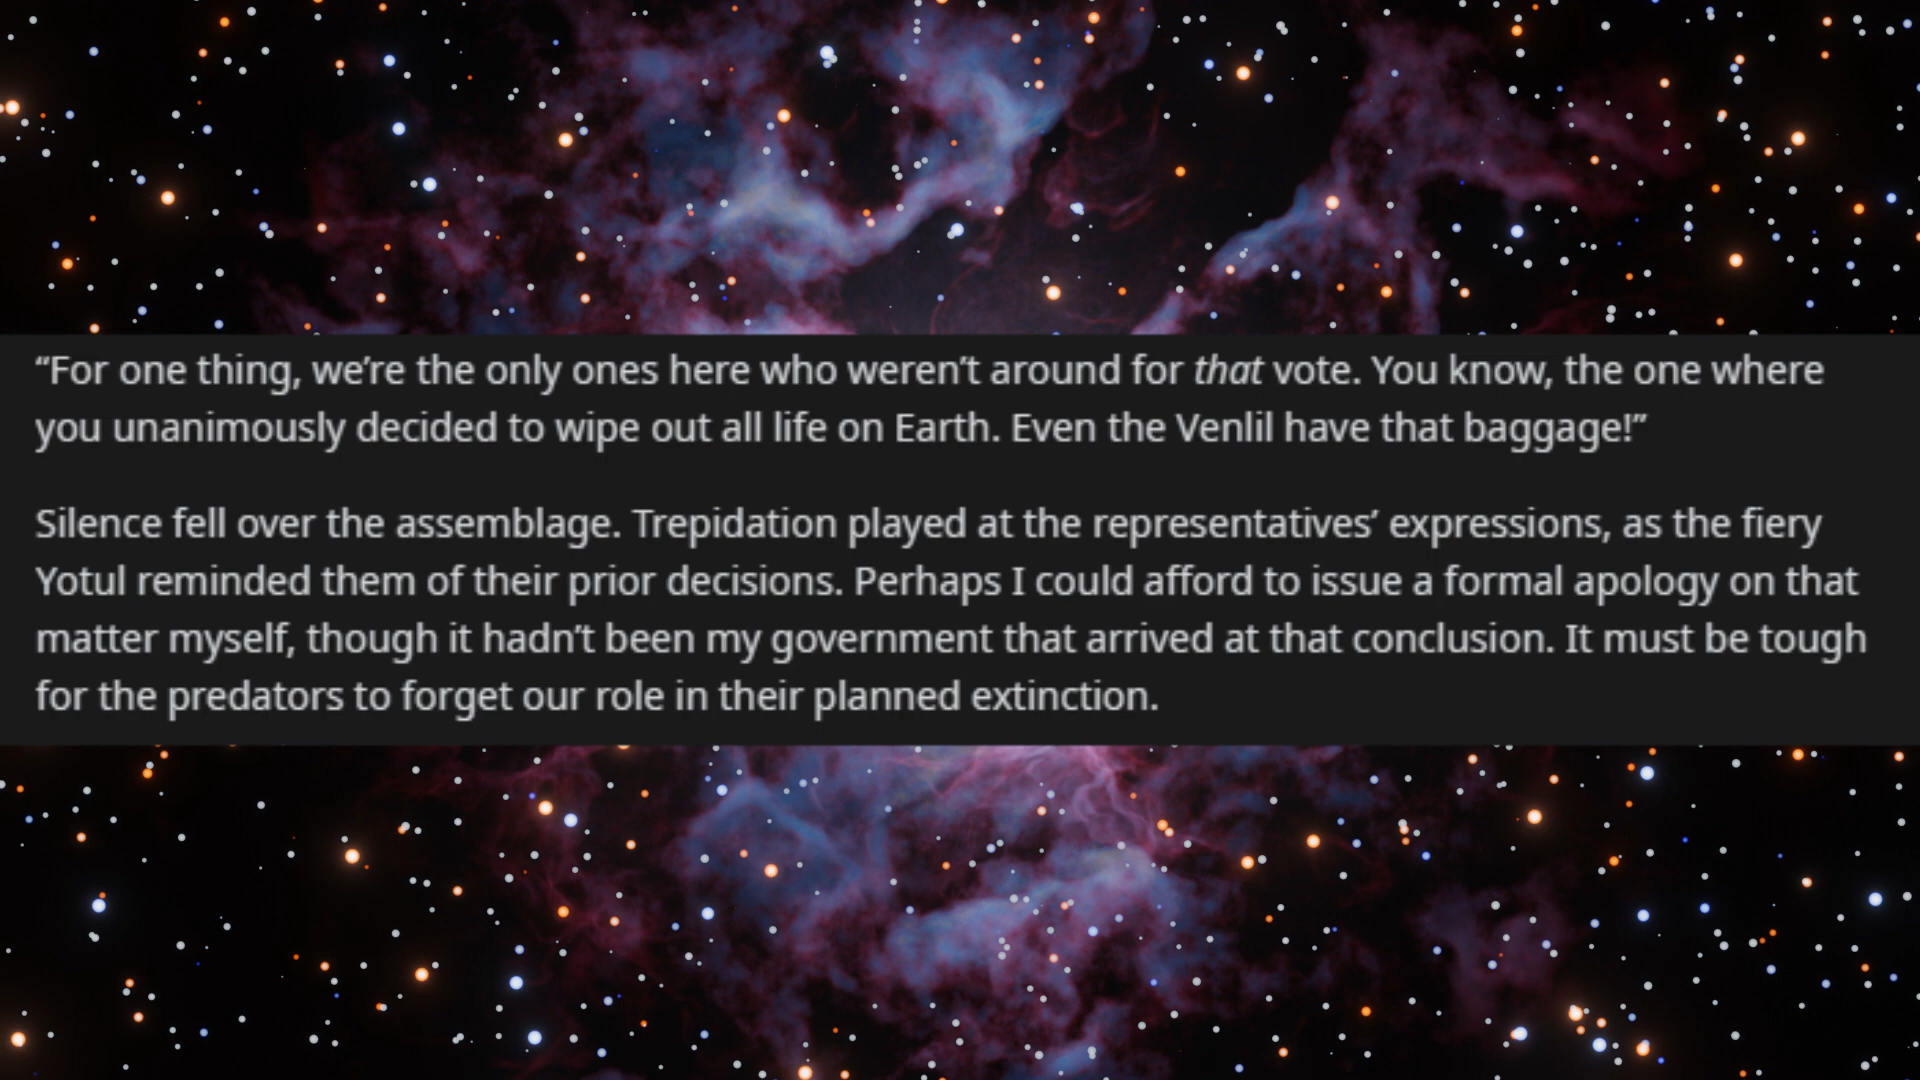 “For one thing, we’re the only ones here who weren’t around for that vote. You know, the one where
you unanimously decided to wipe out all life on Earth. Even the Venlil have that baggage!”
Silence fell over the assemblage. Trepidation played at the representatives’ expressions, as the fiery
Yotul reminded them of their prior decisions. Perhaps I could afford to issue a formal apology on that
matter myself, though it hadn’t been my government that arrived at that conclusion. It must be tough
for the predators to forget our role in their planned extinction.